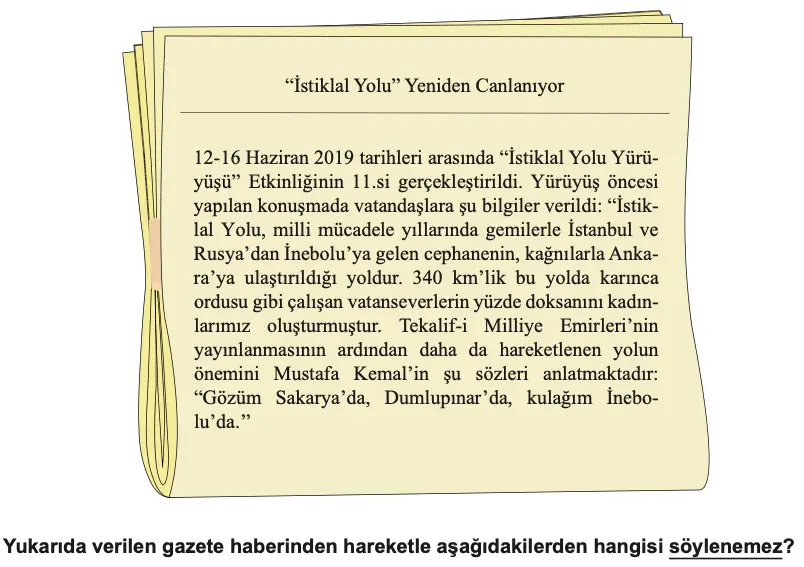 “İstiklal Yolu” Yeniden Canlanıyor
12-16 Haziran 2019 tarihleri arasında “İstiklal Yolu Yürü-
yüşü” Etkinliğinin 11.si gerçekleştirildi. Yürüyüş öncesi
yapılan konuşmada vatandaşlara şu bilgiler verildi: “İstik-
lal Yolu, milli mücadele yıllarında gemilerle İstanbul ve
Rusya’dan İnebolu’ya gelen cephanenin, kağnılarla Anka-
ra’ya ulaştırıldığı yoldur. 340 km’lik bu yolda karınca
ordusu gibi çalışan vatanseverlerin yüzde doksanını kadın-
larımız oluşturmuştur. Tekalif-i Milliye Emirleri’nin
yayınlanmasının ardından daha da hareketlenen yolun
önemini Mustafa Kemal’in şu sözleri anlatmaktadır:
“Gözüm Sakarya’da, Dumlupınar’da, kulağım İnebo-
lu’da.’’
Yukarıda verilen gazete haberinden hareketle aşağıdakilerden hangisi söylenemez?